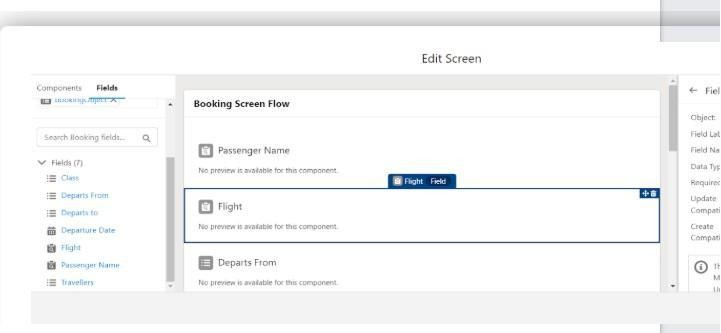 Edit Screen
Components Fields
BookingObject X
Search Booking fields...
Fields (7)
Class
Departs From
Departs to
Departure Date
Flight
Passenger Name
Travellers
Booking Screen Flow
Passenger Name
No preview is available for this component.
Flight Field
Flight
No preview is available for this component.
Departs From
No preview is available for this component.
Object:
Field Lab
Field Na
Data Typ
Required
Update
Compati
Create
Compati